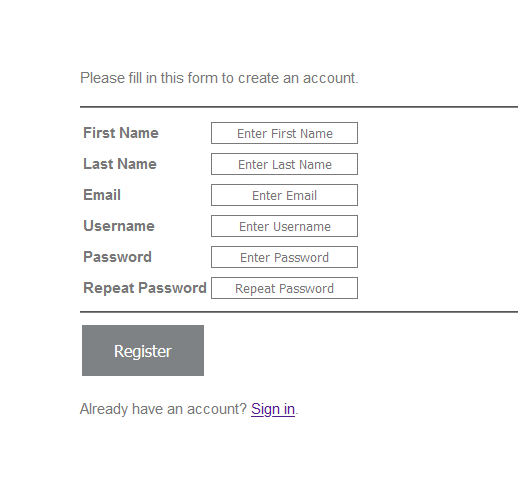 Please fill in this form to create an account.
First Name Enter First Name
Last Name Enter Last Name
Email Enter Email
Username Enter Username
Password Enter Password
Repeat Password Repeat Password
Register
Already have an account? Sign in.